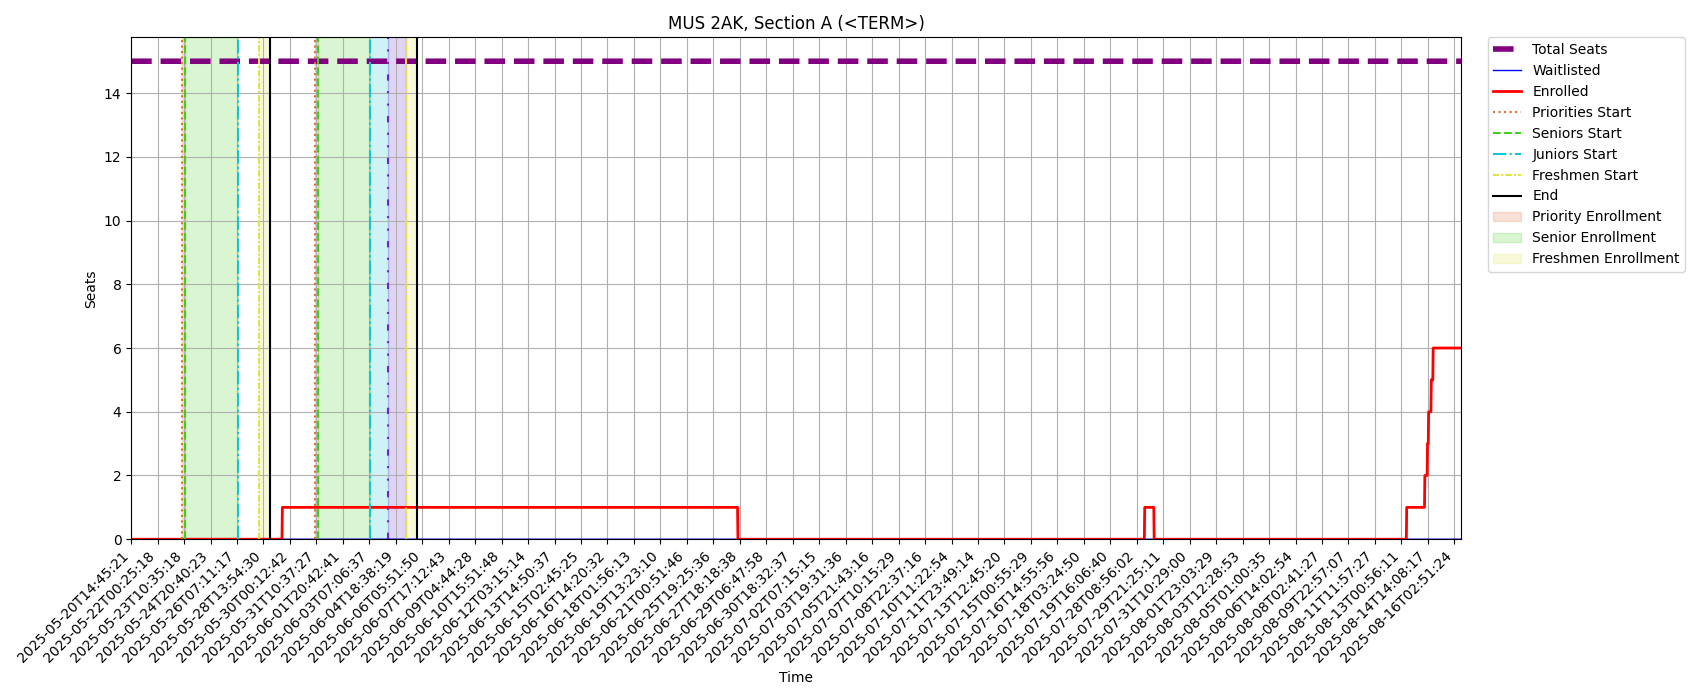 MUS 2AK, Section A (<TERM>)
Total Seats
Waitlisted
Enrolled
Priorities Start
Seniors Start
Juniors Start
Freshmen Start
End
Priority Enrollment
Senior Enrollment
Freshmen Enrollment
Seats
14
12
10
8
6
4
2
0
2025-05-20T14:45:21
2025-05-22T00:25:18
2025-05-23T10:35:18
2025-05-24T20:40:23
2025-05-26T07:11:17
2025-05-28T13:54:30
2025-05-30T00:12:42
2025-05-31T10:37:27
2025-06-01T20:42:41
2025-06-03T07:06:37
2025-06-04T18:38:19
2025-06-06T05:51:50
2025-06-07T17:12:43
2025-06-09T04:44:28
2025-06-10T15:51:48
2025-06-12T03:15:14
2025-06-13T14:50:37
2025-06-15T02:45:25
2025-06-16T14:20:32
2025-06-18T01:56:13
2025-06-19T13:23:10
2025-06-21T00:51:46
2025-06-25T19:25:36
2025-06-27T18:18:38
2025-06-29T06:47:58
2025-06-30T18:32:37
2025-07-02T07:15:15
2025-07-03T19:31:36
2025-07-05T21:43:16
2025-07-07T10:15:29
2025-07-08T22:37:16
2025-07-10T11:22:54
2025-07-11T23:49:14
2025-07-13T12:45:20
2025-07-15T00:55:29
2025-07-16T14:55:56
2025-07-18T03:24:50
2025-07-19T16:06:40
2025-07-28T08:56:02
2025-07-29T21:25:11
2025-07-31T10:29:00
2025-08-01T23:03:29
2025-08-03T12:28:53
2025-08-05T01:00:35
2025-08-06T14:02:54
2025-08-08T02:41:27
2025-08-09T22:57:07
2025-08-11T11:57:27
2025-08-13T00:56:11
2025-08-14T14:08:17
2025-08-16T02:51:24
Time